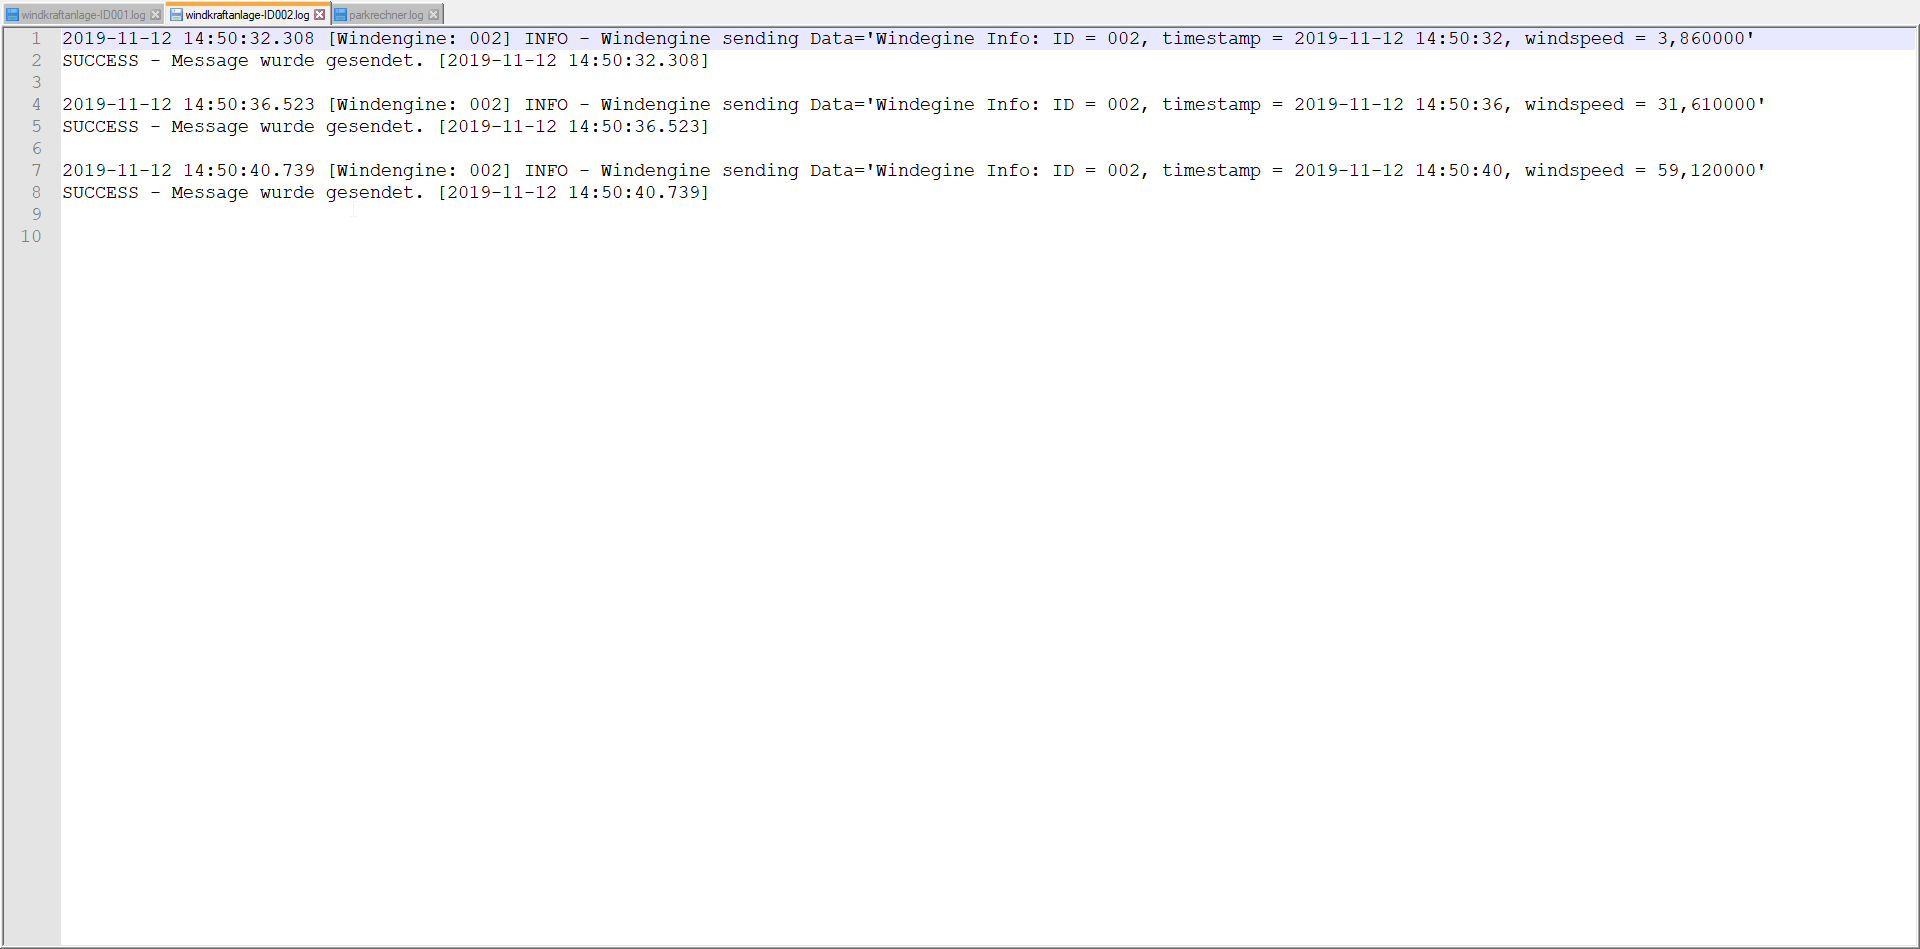 windkraftanlage-ID001.log windkraftanlage-ID002.log parkrechner.log
1 2019-11-12 14:50:32.308 [Windengine: 002] INFO - Windengine sending Data='Windegine Info: ID = 002, timestamp = 2019-11-12 14:50:32, windspeed = 3,860000'
2 SUCCESS - Message wurde gesendet. [2019-11-12 14:50:32.308]
3
4 2019-11-12 14:50:36.523 [Windengine: 002] INFO - Windengine sending Data='Windegine Info: ID = 002, timestamp = 2019-11-12 14:50:36, windspeed = 31,610000'
5 SUCCESS - Message wurde gesendet. [2019-11-12 14:50:36.523]
6
7 2019-11-12 14:50:40.739 [Windengine: 002] INFO - Windengine sending Data='Windegine Info: ID = 002, timestamp = 2019-11-12 14:50:40, windspeed = 59,120000'
8 SUCCESS - Message wurde gesendet. [2019-11-12 14:50:40.739]
9
10